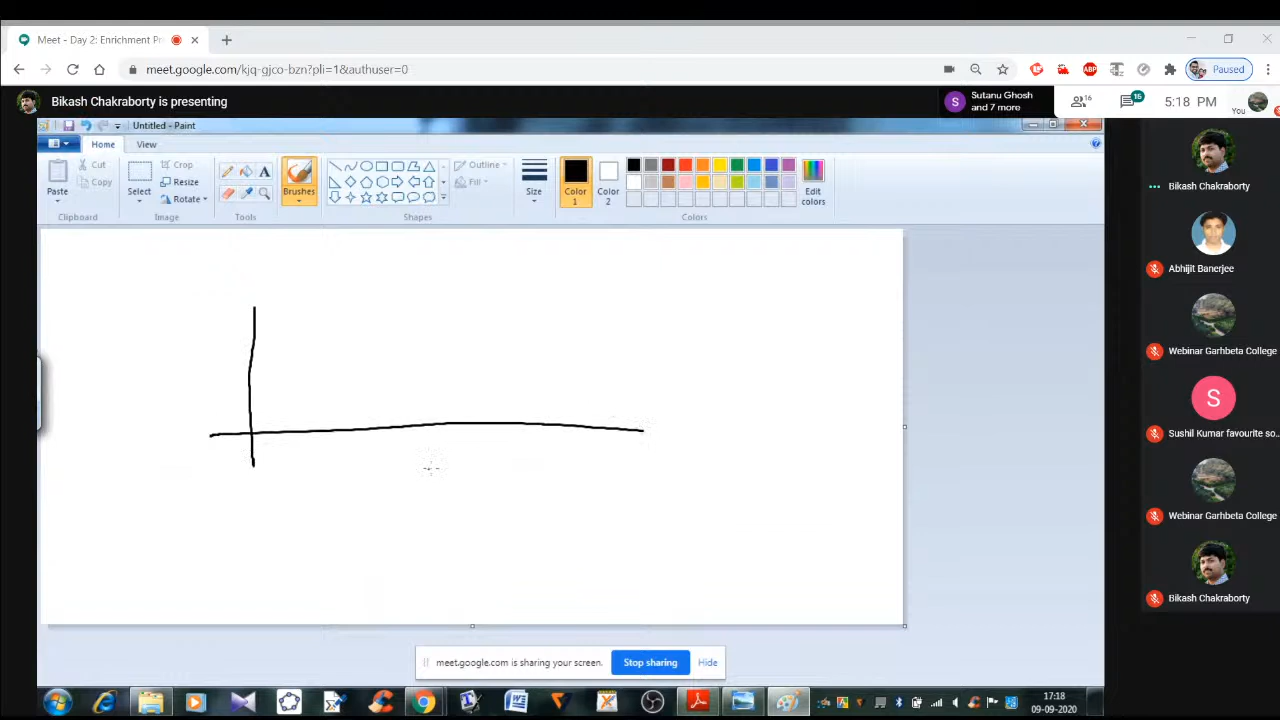 Meet - Day 2: Enrichment Pr
meet.google.com/kjq-gjco-bzn?pli=1&authuser=0
ABP
Paused
Bikash Chakraborty is presenting
S
Sutanu Ghosh
and 7 more
16
15
5:18 PM
You
Untitled - Paint
Home
View
Paste
Cut
Copy
Clipboard
Select
Crop
Resize
Rotate
Image
A
Tools
Brushes
Outline
Fill
Shapes
Size
Color
1
Color
2
Edit
colors
Colors
Bikash Chakraborty
Abhijit Banerjee
Webinar Garhbeta College
S
Sushil Kumar favourite so...
Webinar Garhbeta College
Bikash Chakraborty
meet.google.com is sharing your screen.
Stop sharing
Hide
17:18
09-09-2020